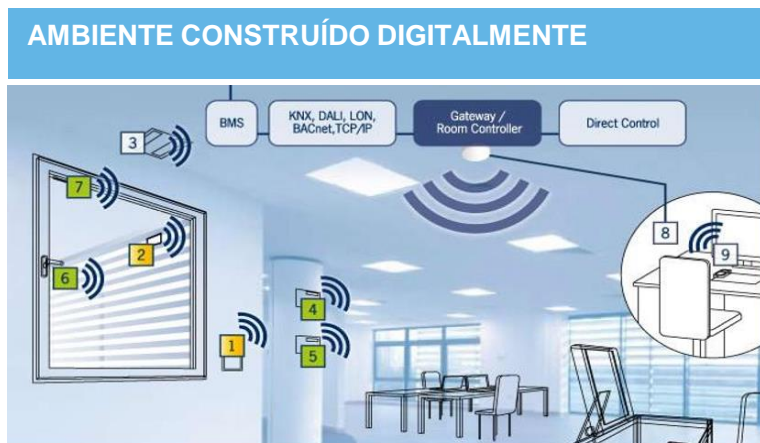 AMBIENTE CONSTRUÍDO DIGITALMENTE
BMS
KNX, DALI, LON,
BACnet,TCP/IP
Gateway /
Room Controller
Direct Control
3
7
2
6
8
9
4
1
5